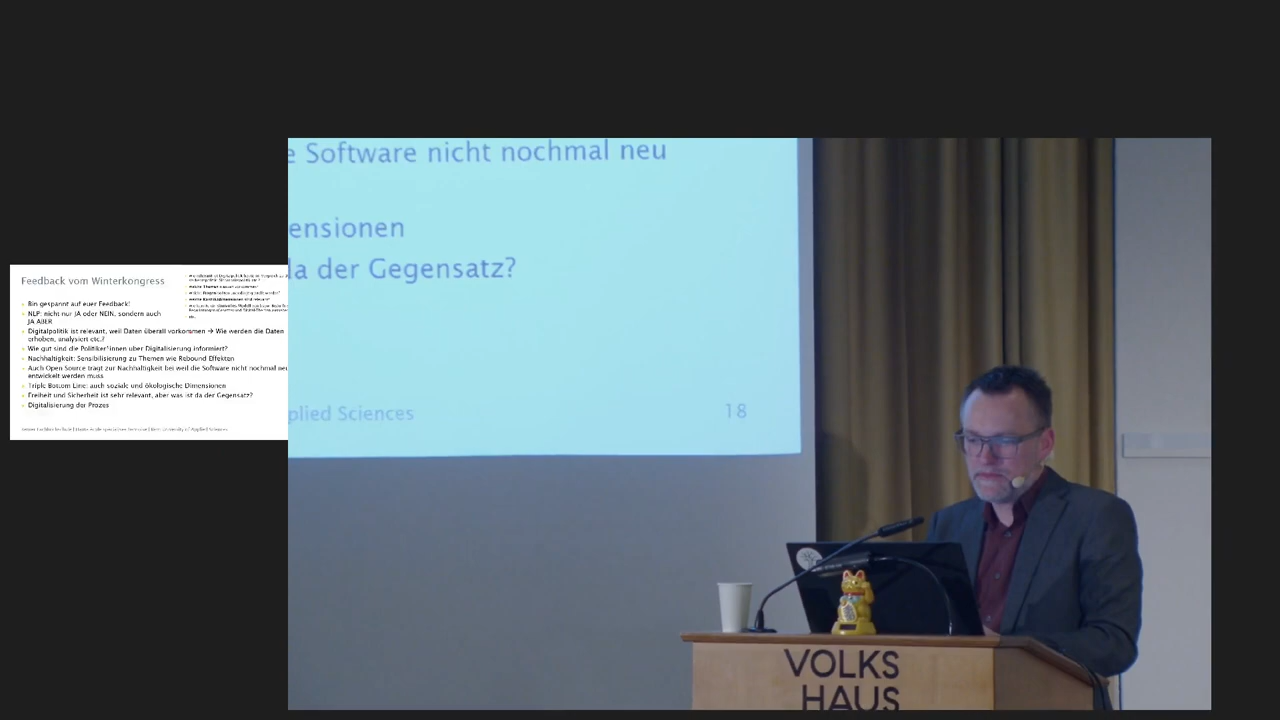 Feedback vom Winterkongress
Bin gespannt auf euer Feedback!
NLP: nicht nur JA oder NEIN, sondern auch
JA ABER
Digitalpolitik ist relevant, weil Daten überall vorkommen → Wie werden die Daten
erhoben, analysiert etc.?
Wie gut sind die Politiker*innen über Digitalisierung informiert?
Nachhaltigkeit: Sensibilisierung zu Themen wie Rebound Effekten
Auch Open Source trägt zur Nachhaltigkeit bei weil die Software nicht nochmal neu
entwickelt werden muss
Triple Bottom Line: auch soziale und ökologische Dimensionen
Freiheit und Sicherheit ist sehr relevant, aber was ist da der Gegensatz?
Digitalisierung der Prozes
e Software nicht nochmal neu
ensionen
da der Gegensatz?
plied Sciences
18
VOLKS
HAUS